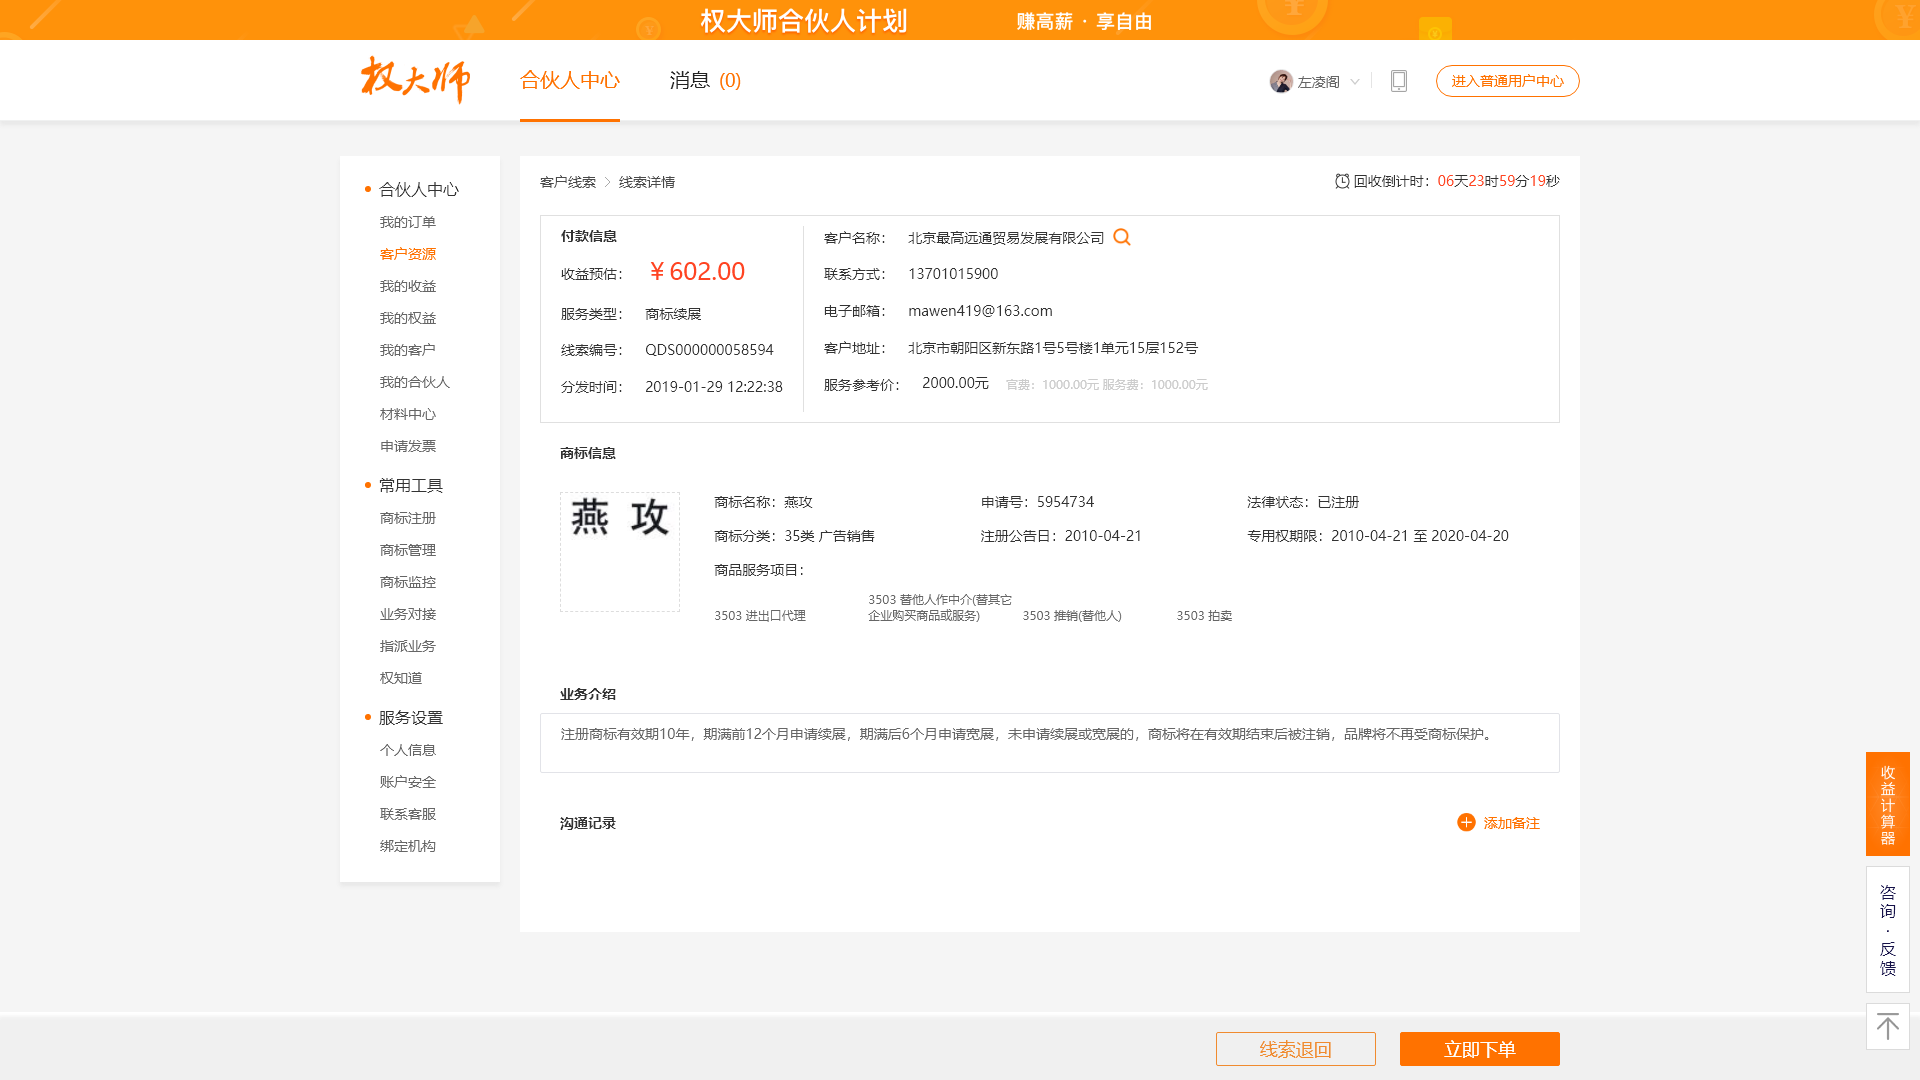 权大师合伙人计划 赚高薪 · 享自由
权大师 合伙人中心 消息 (0) 左凌阁 进入普通用户中心
合伙人中心
我的订单
客户资源
我的收益
我的权益
我的客户
我的合伙人
材料中心
申请发票
常用工具
商标注册
商标管理
商标监控
业务对接
指派业务
权知道
服务设置
个人信息
账户安全
联系客服
绑定机构
客户线索 > 线索详情 回收倒计时：06天23时59分19秒
付款信息
收益预估： ¥ 602.00
服务类型： 商标续展
线索编号： QDS000000058594
分发时间： 2019-01-29 12:22:38
客户名称： 北京最高远通贸易发展有限公司
联系方式： 13701015900
电子邮箱： mawen419@163.com
客户地址： 北京市朝阳区新东路1号5号楼1单元15层152号
服务参考价： 2000.00元 官费：1000.00元 服务费：1000.00元
商标信息
燕 攻
商标名称：燕攻 申请号：5954734 法律状态：已注册
商标分类：35类 广告销售 注册公告日：2010-04-21 专用权期限：2010-04-21 至 2020-04-20
商品服务项目：
3503 进出口代理
3503 替他人作中介(替其它
企业购买商品或服务)
3503 推销(替他人)
3503 拍卖
业务介绍
注册商标有效期10年，期满前12个月申请续展，期满后6个月申请宽展，未申请续展或宽展的，商标将在有效期结束后被注销，品牌将不再受商标保护。
沟通记录 添加备注
收益计算器
咨询·反馈
线索退回 立即下单